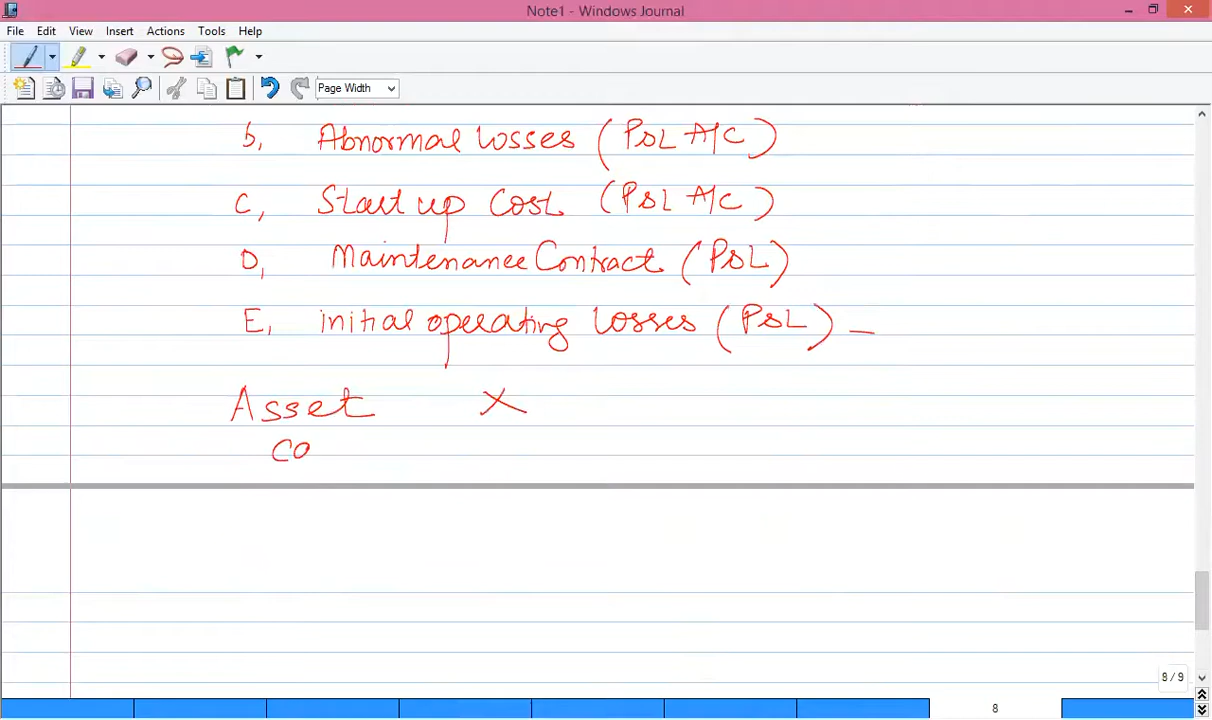 Note1 - Windows Journal
File Edit View Insert Actions Tools Help
Page Width
b, Abnormal losses (P&L A/C)
C, Start up Cost (P&L A/C)
D, Maintenance Contract (P&L)
E, initial operating losses (P&L) —
Asset X
CO
8 / 9
8